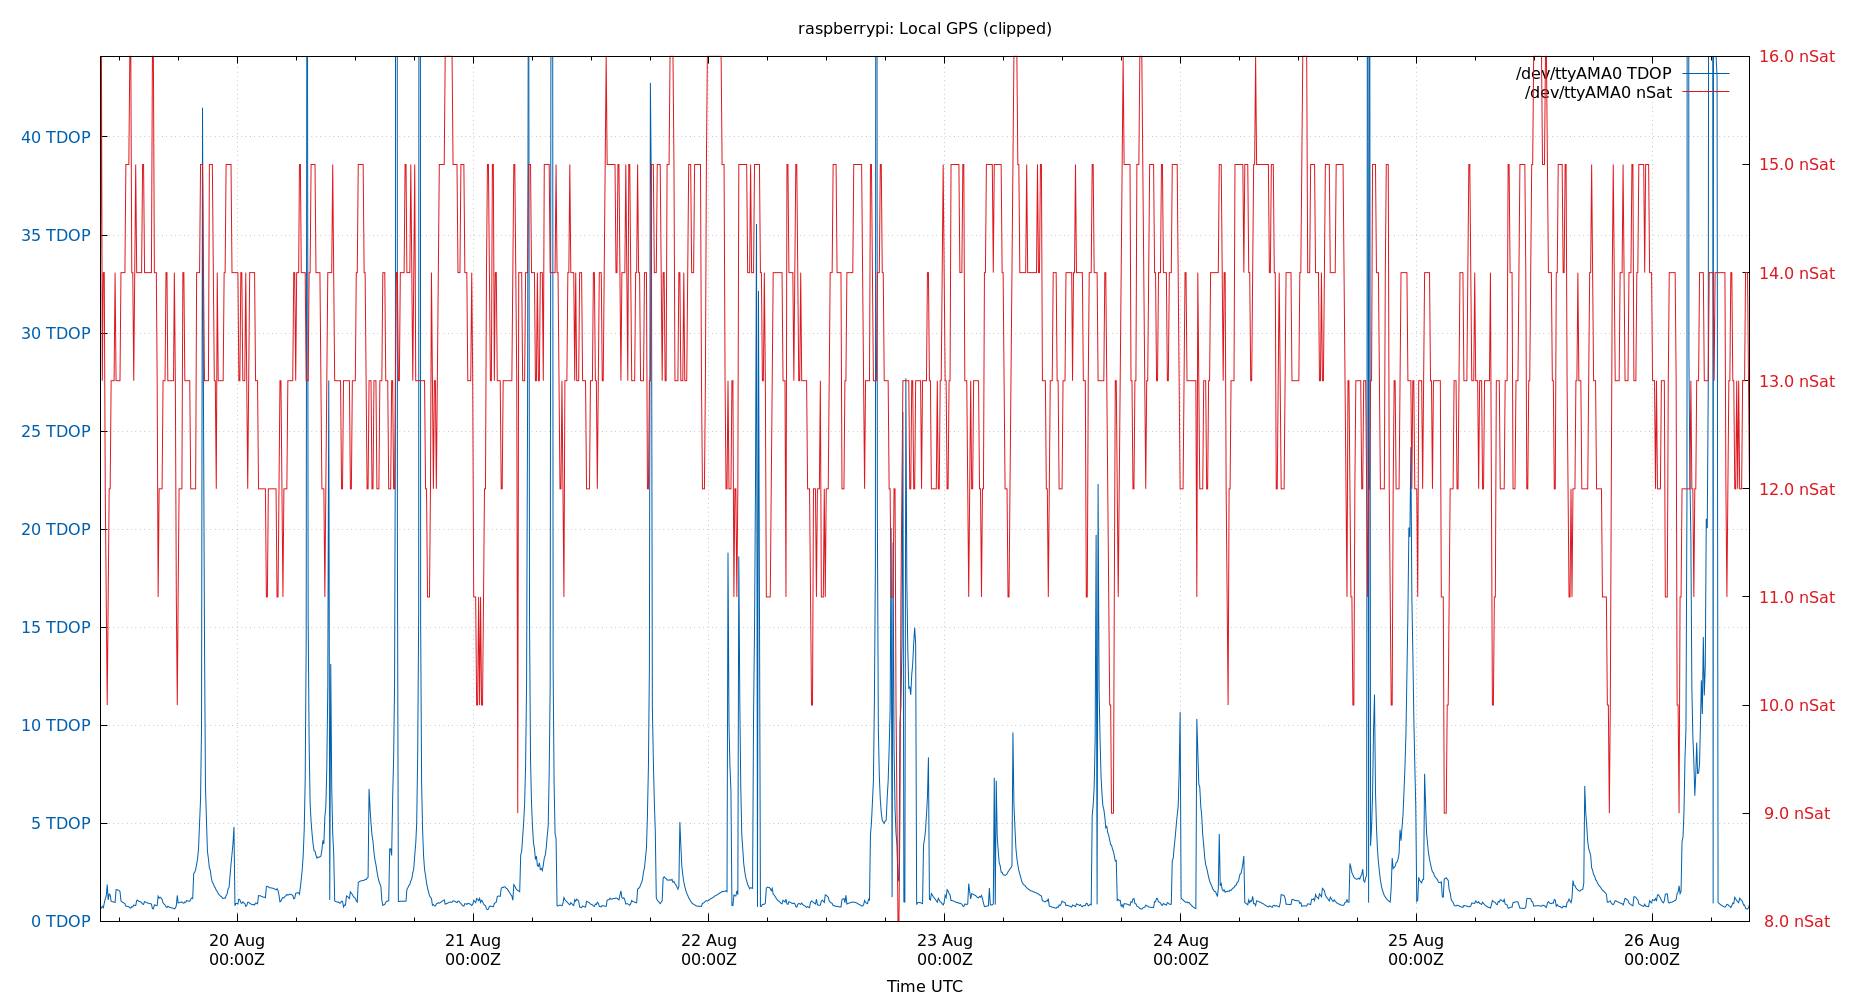 raspberrypi: Local GPS (clipped)
/dev/ttyAMA0 TDOP
/dev/ttyAMA0 nSat
40 TDOP
35 TDOP
30 TDOP
25 TDOP
20 TDOP
15 TDOP
10 TDOP
5 TDOP
0 TDOP
16.0 nSat
15.0 nSat
14.0 nSat
13.0 nSat
12.0 nSat
11.0 nSat
10.0 nSat
9.0 nSat
8.0 nSat
20 Aug
00:00Z
21 Aug
00:00Z
22 Aug
00:00Z
23 Aug
00:00Z
24 Aug
00:00Z
25 Aug
00:00Z
26 Aug
00:00Z
Time UTC